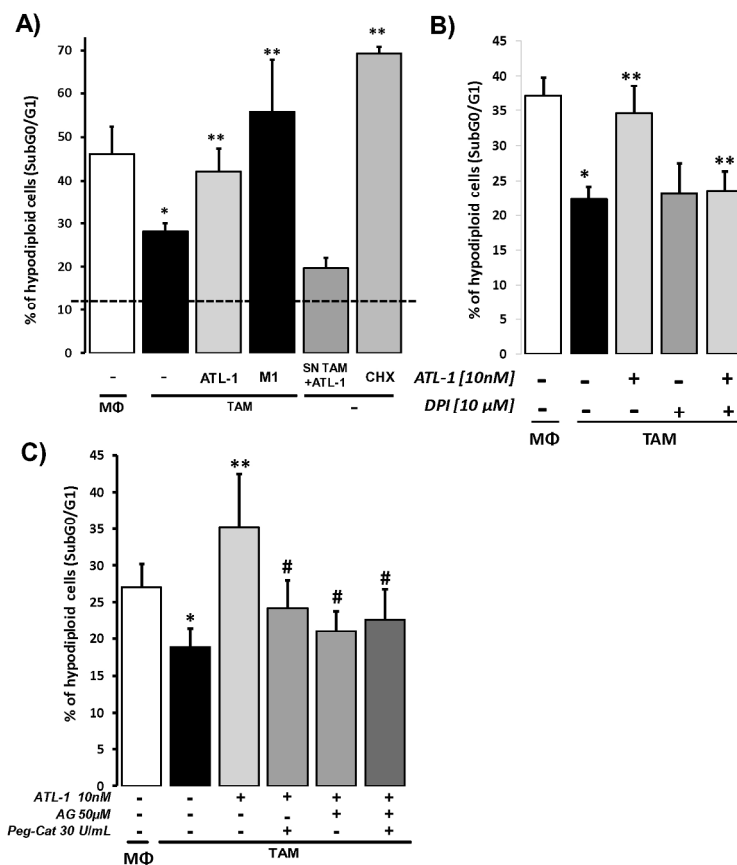 A)
% of hypodiploid cells (SubG0/G1)
70
60
50
40
30
20
10
0
* ** ** **
- - ATL-1 M1 SN TAM +ATL-1 CHX
MΦ TAM -
B)
% of hypodiploid cells (SubG0/G1)
45
40
35
30
25
20
15
10
5
0
* ** **
ATL-1 [10nM] - - + - +
DPI [10 µM] - - - + +
MΦ TAM
C)
% of hypodiploid cells (SubG0/G1)
45
40
35
30
25
20
15
10
5
0
* ** # # #
ATL-1 10nM - - + + + +
AG 50µM - - - - + +
Peg-Cat 30 U/mL - - - + - +
MΦ TAM